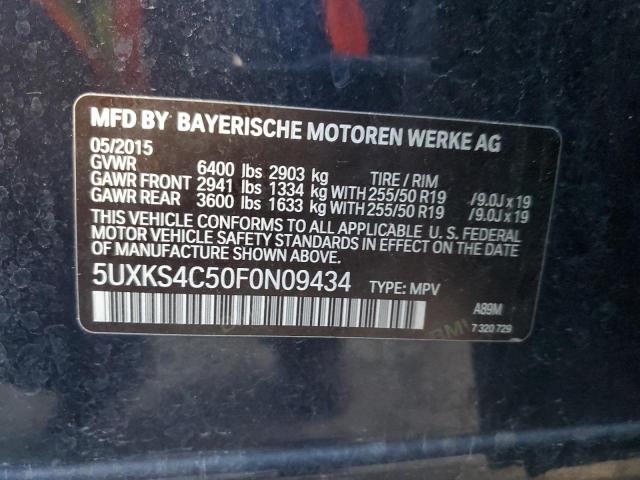 MFD BY BAYERISCHE MOTOREN WERKE AG
05/2015
GVWR 6400 lbs 2903 kg TIRE / RIM
GAWR FRONT 2941 lbs 1334 kg WITH 255/50 R19 /9.0J x 19
GAWR REAR 3600 lbs 1633 kg WITH 255/50 R19 /9.0J x 19
THIS VEHICLE CONFORMS TO ALL APPLICABLE U. S. FEDERAL
MOTOR VEHICLE SAFETY STANDARDS IN EFFECT ON THE DATE
OF MANUFACTURE SHOWN ABOVE.
5UXKS4C50F0N09434 TYPE: MPV
A89M
7 320 729